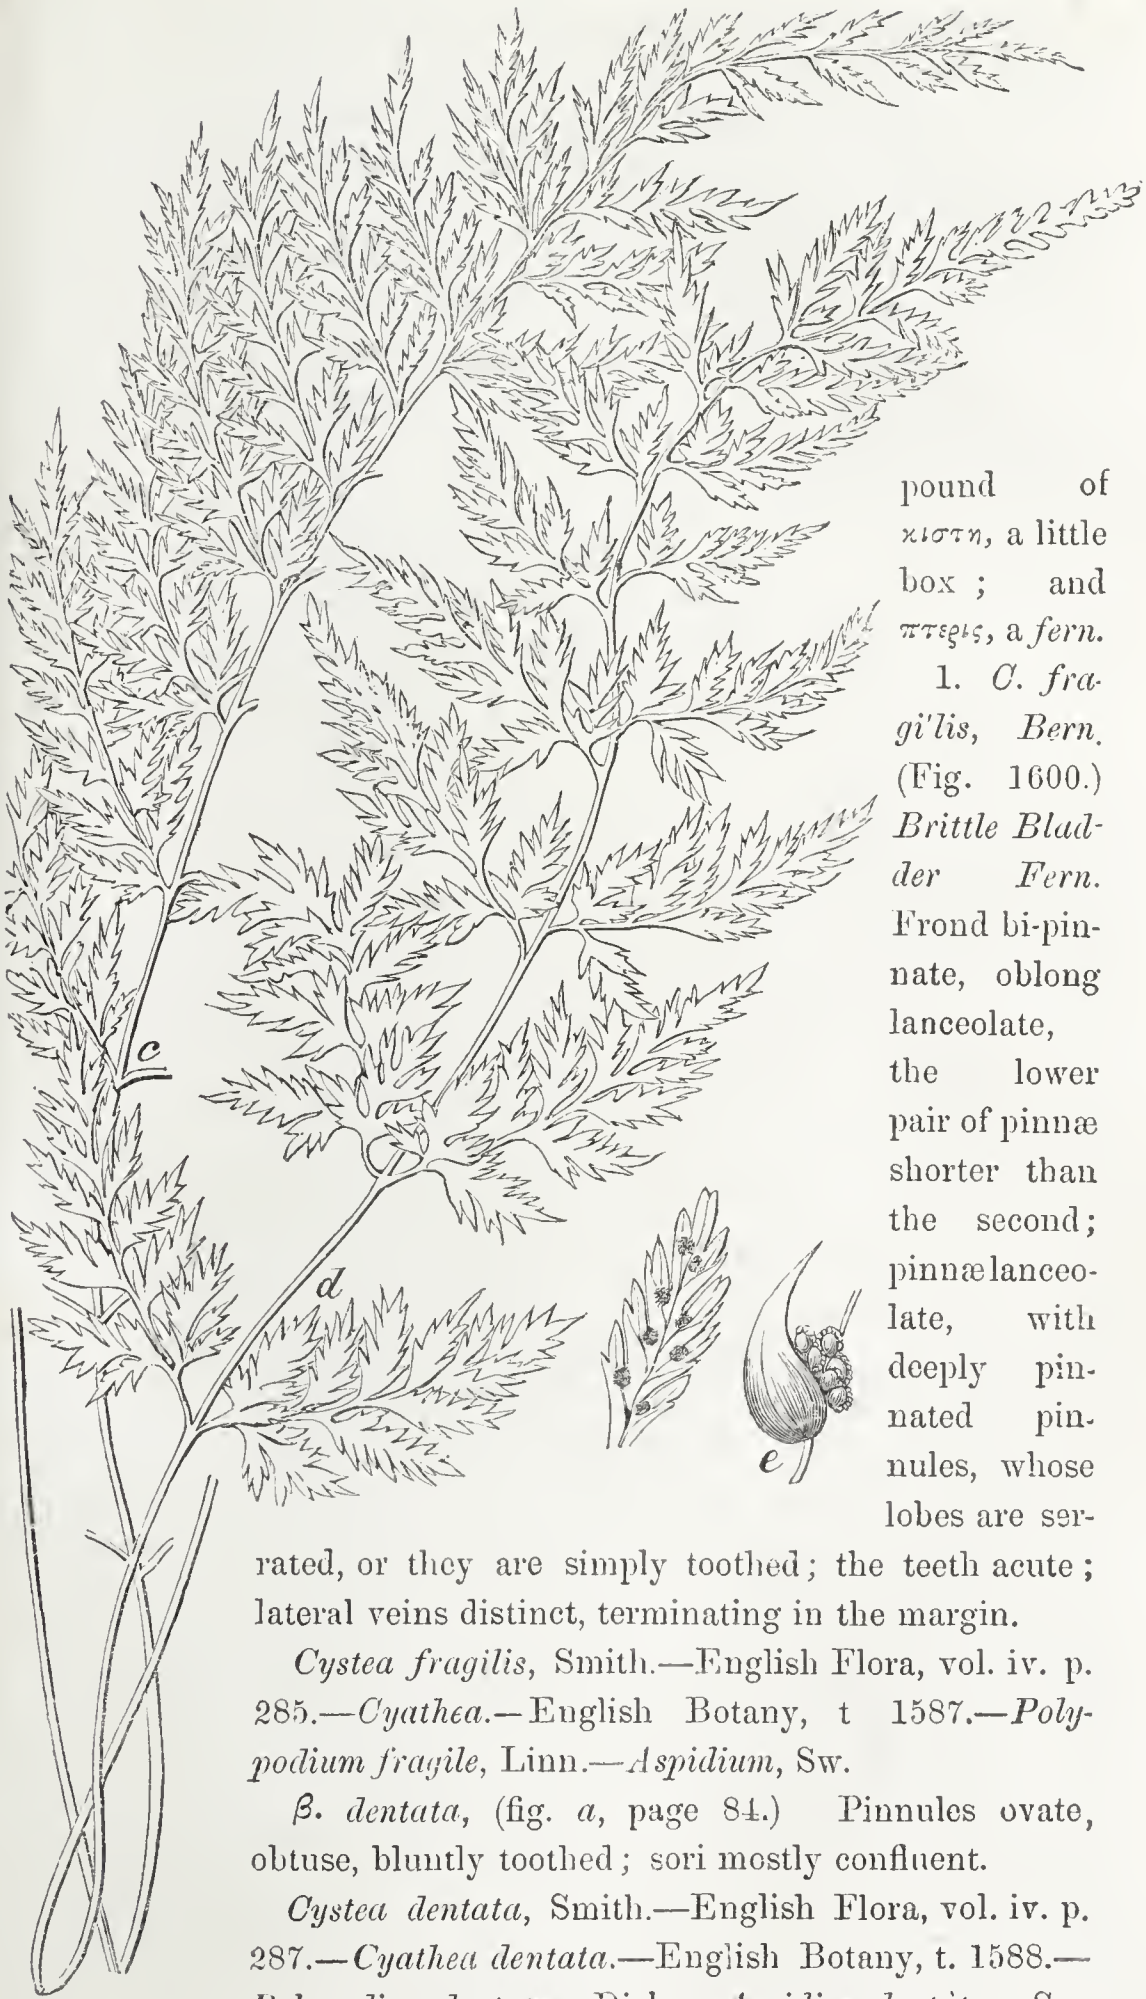 pound of
κιστη, a little
box ; and
πτερις, a fern.
1. C. fra-
gi'lis, Bern.
(Fig. 1600.)
Brittle Blad-
der Fern.
Frond bi-pin-
nate, oblong
lanceolate,
the lower
pair of pinnæ
shorter than
the second;
pinnæ lanceo-
late, with
deeply pin-
nated pin-
nules, whose
lobes are ser-
rated, or they are simply toothed; the teeth acute;
lateral veins distinct, terminating in the margin.
Cystea fragilis, Smith.—English Flora, vol. iv. p.
285.—Cyathea.—English Botany, t 1587.—Poly-
podium fragile, Linn.—Aspidium, Sw.
β. dentata, (fig. a, page 84.) Pinnules ovate,
obtuse, bluntly toothed; sori mostly confluent.
Cystea dentata, Smith.—English Flora, vol. iv. p.
287.—Cyathea dentata.—English Botany, t. 1588.—
c
d
e